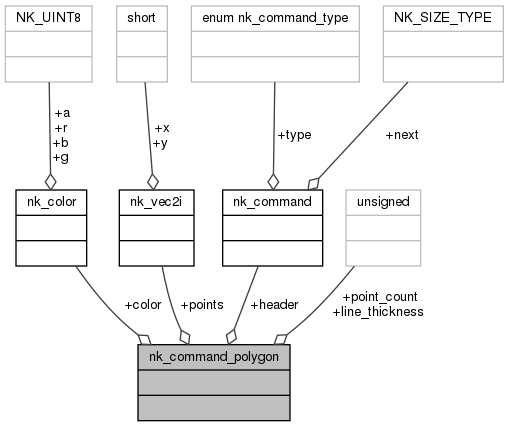 NK_UINT8
short
enum nk_command_type
NK_SIZE_TYPE
+a
+r
+b
+g
+x
+y
+type
+next
nk_color
nk_vec2i
nk_command
unsigned
+color
+points
+header
+point_count
+line_thickness
nk_command_polygon